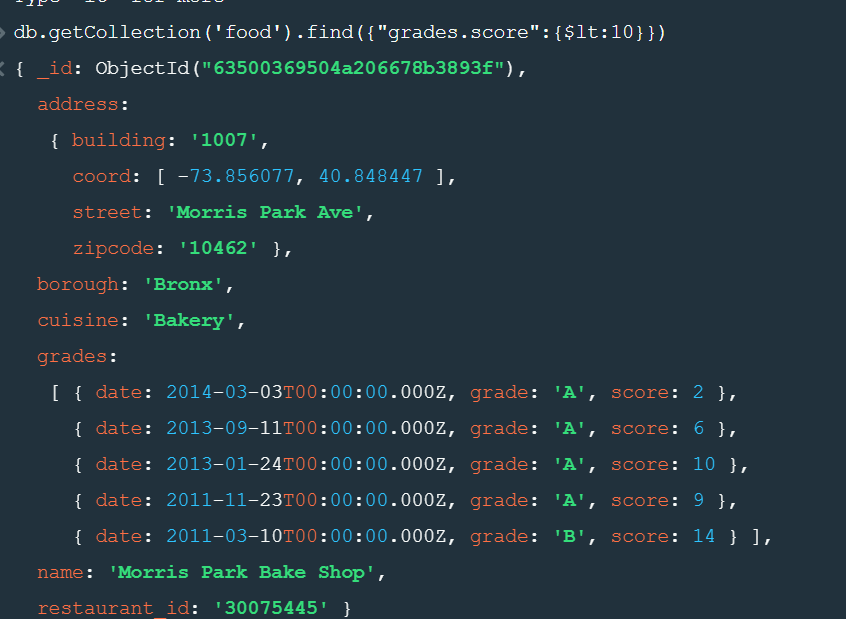 db.getCollection('food').find({"grades.score":{$lt:10}})
{ _id: ObjectId("63500369504a206678b3893f"),
address:
{ building: '1007',
coord: [ -73.856077, 40.848447 ],
street: 'Morris Park Ave',
zipcode: '10462' },
borough: 'Bronx',
cuisine: 'Bakery',
grades:
[ { date: 2014-03-03T00:00:00.000Z, grade: 'A', score: 2 },
{ date: 2013-09-11T00:00:00.000Z, grade: 'A', score: 6 },
{ date: 2013-01-24T00:00:00.000Z, grade: 'A', score: 10 },
{ date: 2011-11-23T00:00:00.000Z, grade: 'A', score: 9 },
{ date: 2011-03-10T00:00:00.000Z, grade: 'B', score: 14 } ],
name: 'Morris Park Bake Shop',
restaurant_id: '30075445' }